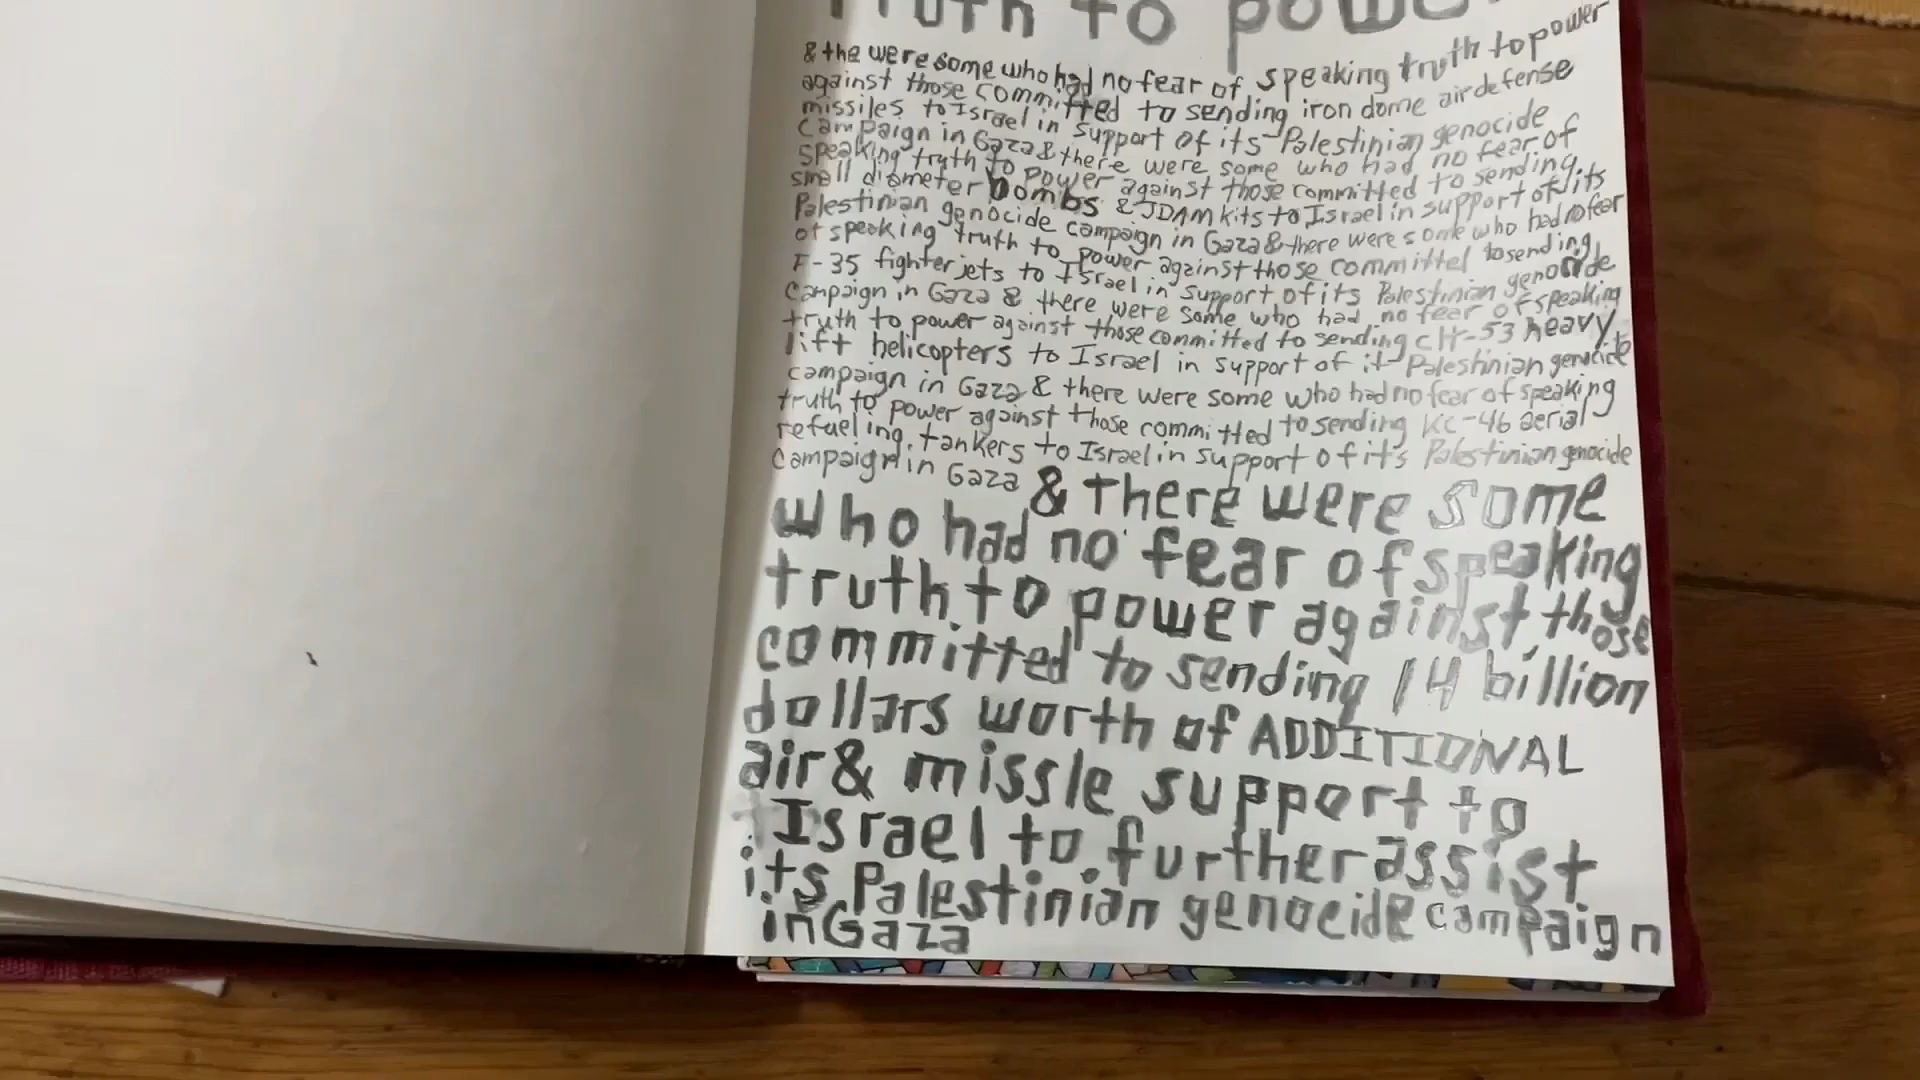 truth to power
& the were some who had no fear of speaking truth to power
against those committed to sending iron dome air defense
missiles to Israel in support of its Palestinian genocide
campaign in Gaza & there were some who had no fear of
speaking truth to power against those committed to sending
small diameter bombs & JDAM kits to Israel in support of its
Palestinian genocide campaign in Gaza & there were some who had no fear
of speaking truth to power against those committed to sending
F-35 fighter jets to Israel in support of its Palestinian genocide
campaign in Gaza & there were some who had no fear of speaking
truth to power against those committed to sending CH-53 heavy
lift helicopters to Israel in support of it Palestinian genocide
campaign in Gaza & there were some who had no fear of speaking
truth to power against those committed to sending KC-46 aerial
refueling tankers to Israel in support of it's Palestinian genocide
campaign in Gaza & there were some
who had no fear of speaking
truth to power against those
committed to sending 14 billion
dollars worth of ADDITIONAL
air & missle support to
Israel to further assist
its Palestinian genocide campaign
in Gaza